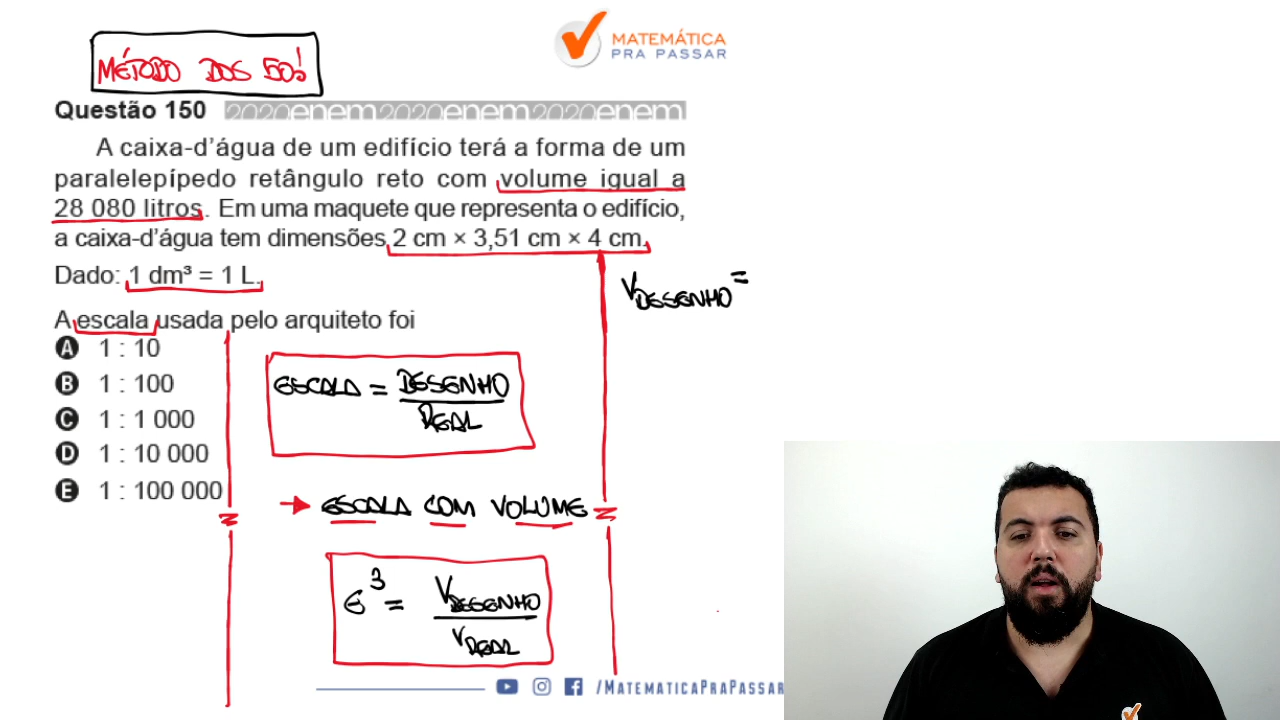 MATEMÁTICA
PRA PASSAR
MÉTODO DOS 50!
Questão 150 2020enem2020enem2020enem
A caixa-d’água de um edifício terá a forma de um
paralelepípedo retângulo reto com volume igual a
28 080 litros. Em uma maquete que representa o edifício,
a caixa-d’água tem dimensões 2 cm × 3,51 cm × 4 cm.
Dado: 1 dm³ = 1 L.
VDESENHO =
A escala usada pelo arquiteto foi
A 1 : 10
B 1 : 100
C 1 : 1 000
D 1 : 10 000
E 1 : 100 000
ESCALA = DESENHO
REAL
→ ESCALA COM VOLUME
E³ = VDESENHO
VREAL
/MATEMATICAPRAPASSAR